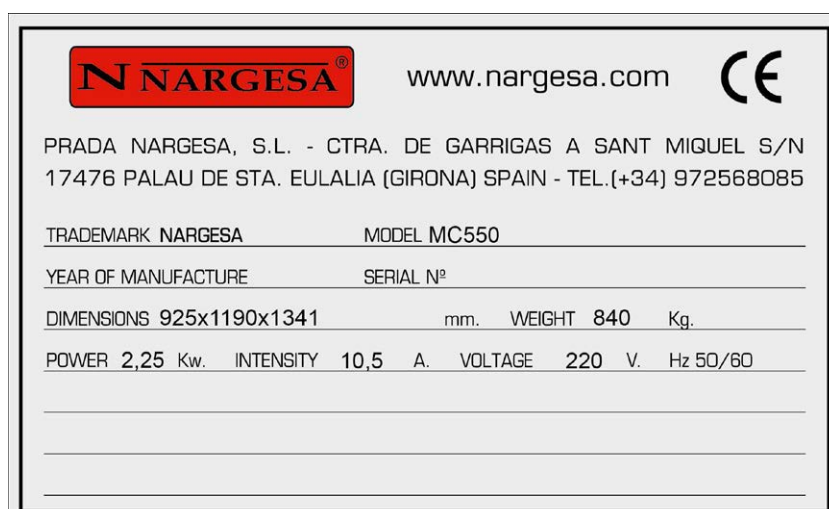 N NARGESA® www.nargesa.com CE
PRADA NARGESA, S.L. - CTRA. DE GARRIGAS A SANT MIQUEL S/N
17476 PALAU DE STA. EULALIA (GIRONA) SPAIN - TEL.(+34) 972568085
TRADEMARK NARGESA MODEL MC550
YEAR OF MANUFACTURE SERIAL Nº
DIMENSIONS 925x1190x1341 mm. WEIGHT 840 Kg.
POWER 2,25 Kw. INTENSITY 10,5 A. VOLTAGE 220 V. Hz 50/60